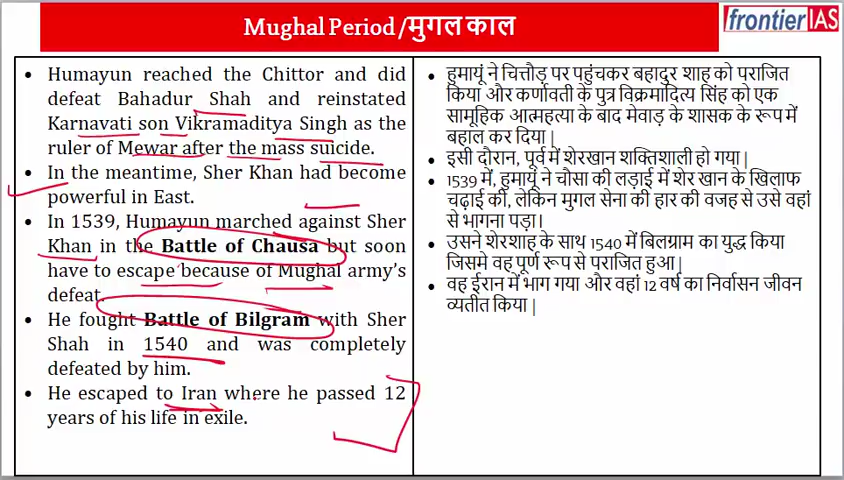 Mughal Period/मुगल काल
frontierIAS
• Humayun reached the Chittor and did
defeat Bahadur Shah and reinstated
Karnavati son Vikramaditya Singh as the
ruler of Mewar after the mass suicide.
• In the meantime, Sher Khan had become
powerful in East.
• In 1539, Humayun marched against Sher
Khan in the Battle of Chausa but soon
have to escape because of Mughal army's
defeat.
• He fought Battle of Bilgram with Sher
Shah in 1540 and was completely
defeated by him.
• He escaped to Iran where he passed 12
years of his life in exile.
• हुमायूं ने चित्तौड़ पर पहुंचकर बहादुर शाह को पराजित
किया और कर्णावती के पुत्र विक्रमादित्य सिंह को एक
सामूहिक आत्महत्या के बाद मेवाड़ के शासक के रूप में
बहाल कर दिया|
• इसी दौरान, पूर्व में शेरखान शक्तिशाली हो गया|
• 1539 में, हुमायूं ने चौसा की लड़ाई में शेर खान के खिलाफ
चढ़ाई की, लेकिन मुगल सेना की हार की वजह से उसे वहां
से भागना पड़ा।
• उसने शेरशाह के साथ 1540 में बिलग्राम का युद्ध किया
जिसमे वह पूर्ण रूप से पराजित हुआ|
• वह ईरान में भाग गया और वहां 12 वर्ष का निर्वासन जीवन
व्यतीत किया|